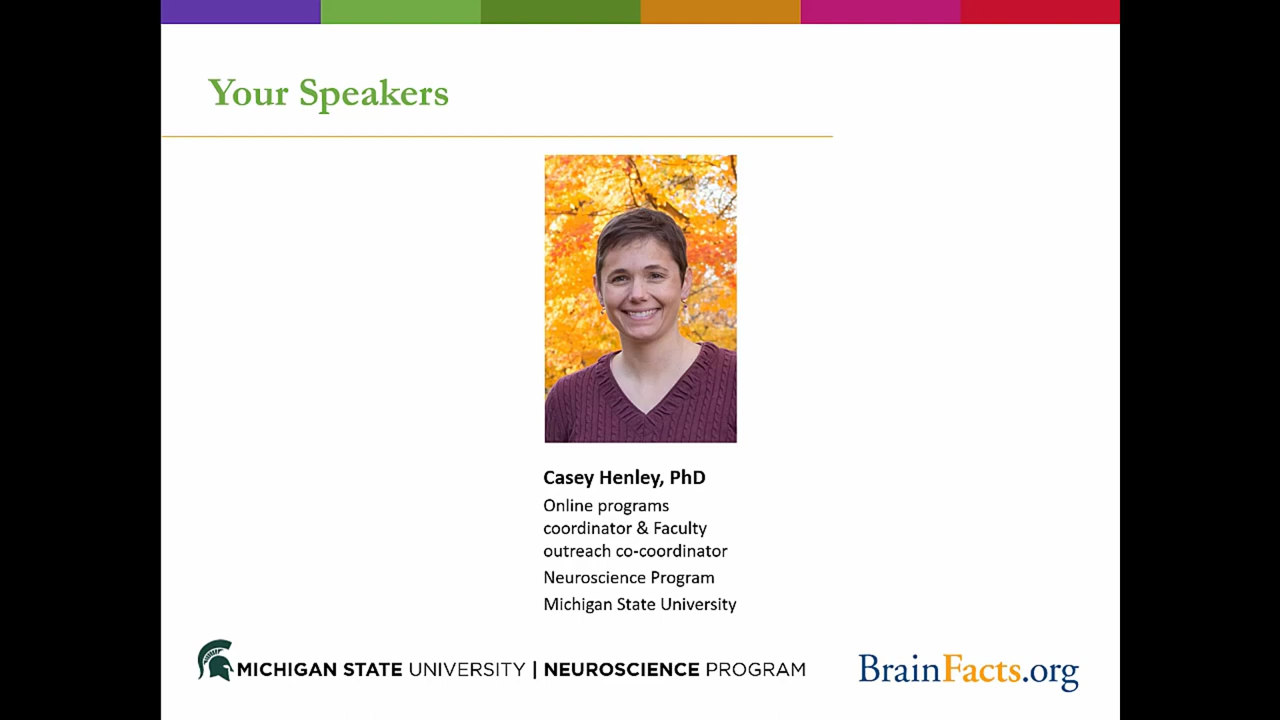 Your Speakers
Casey Henley, PhD
Online programs
coordinator & Faculty
outreach co-coordinator
Neuroscience Program
Michigan State University
MICHIGAN STATE UNIVERSITY | NEUROSCIENCE PROGRAM
BrainFacts.org